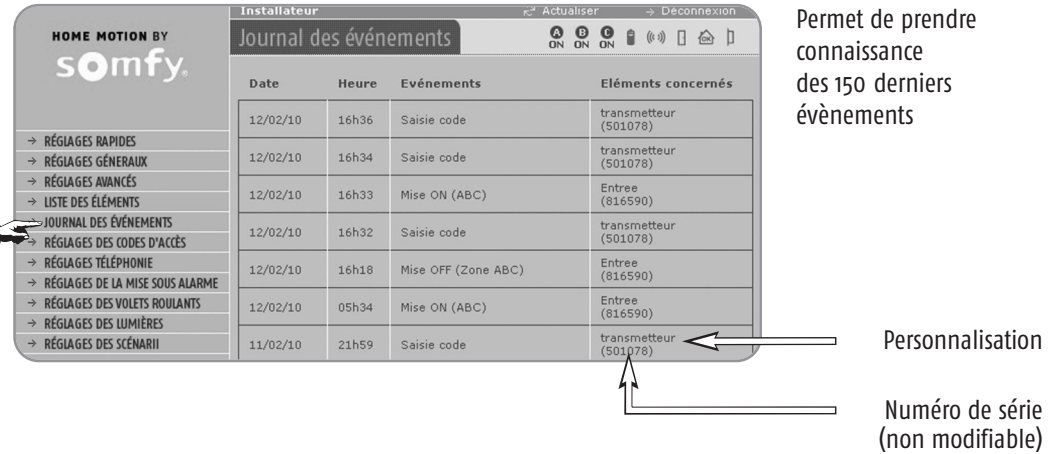 Installateur
Actualiser
Déconnexion
HOME MOTION BY
somfy®
Journal des événements
A
ON
B
ON
C
ON
OK
Date Heure Evénements Eléments concernés
12/02/10 16h36 Saisie code transmetteur
(501078)
12/02/10 16h34 Saisie code transmetteur
(501078)
12/02/10 16h33 Mise ON (ABC) Entree
(816590)
12/02/10 16h32 Saisie code transmetteur
(501078)
12/02/10 16h18 Mise OFF (Zone ABC) Entree
(816590)
12/02/10 05h34 Mise ON (ABC) Entree
(816590)
11/02/10 21h59 Saisie code transmetteur
(501078)
RÉGLAGES RAPIDES
RÉGLAGES GÉNERAUX
RÉGLAGES AVANCÉS
LISTE DES ÉLÉMENTS
JOURNAL DES ÉVÉNEMENTS
RÉGLAGES DES CODES D'ACCÈS
RÉGLAGES TÉLÉPHONIE
RÉGLAGES DE LA MISE SOUS ALARME
RÉGLAGES DES VOLETS ROULANTS
RÉGLAGES DES LUMIÈRES
RÉGLAGES DES SCÉNARII
Permet de prendre
connaissance
des 150 derniers
évènements
Personnalisation
Numéro de série
(non modifiable)